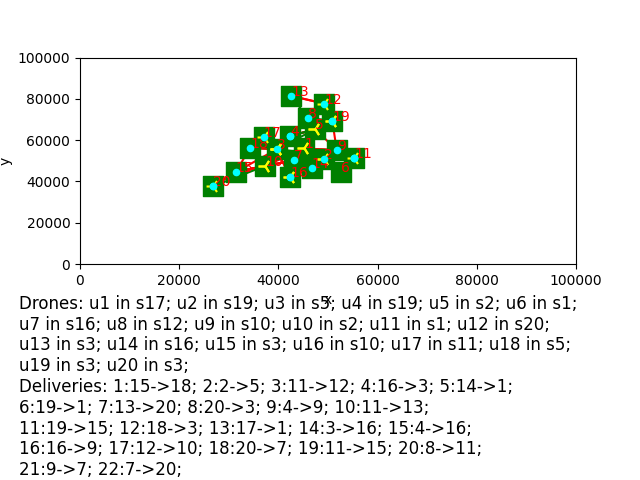 100000
80000
60000
40000
20000
0
y
0 20000 40000 60000 80000 100000
x
Drones: u1 in s17; u2 in s19; u3 in s5; u4 in s19; u5 in s2; u6 in s1;
u7 in s16; u8 in s12; u9 in s10; u10 in s2; u11 in s1; u12 in s20;
u13 in s3; u14 in s16; u15 in s3; u16 in s10; u17 in s11; u18 in s5;
u19 in s3; u20 in s3;
Deliveries: 1:15->18; 2:2->5; 3:11->12; 4:16->3; 5:14->1;
6:19->1; 7:13->20; 8:20->3; 9:4->9; 10:11->13;
11:19->15; 12:18->3; 13:17->1; 14:3->16; 15:4->16;
16:16->9; 17:12->10; 18:20->7; 19:11->15; 20:8->11;
21:9->7; 22:7->20;